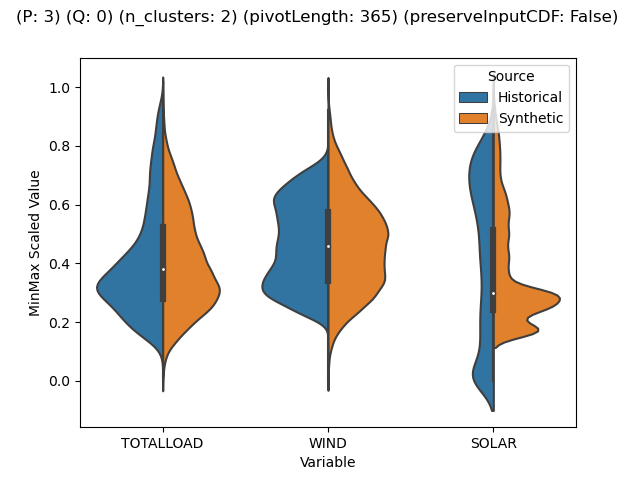 (P: 3) (Q: 0) (n_clusters: 2) (pivotLength: 365) (preserveInputCDF: False)
Source
Historical
Synthetic
MinMax Scaled Value
1.0
0.8
0.6
0.4
0.2
0.0
TOTALLOAD WIND SOLAR
Variable